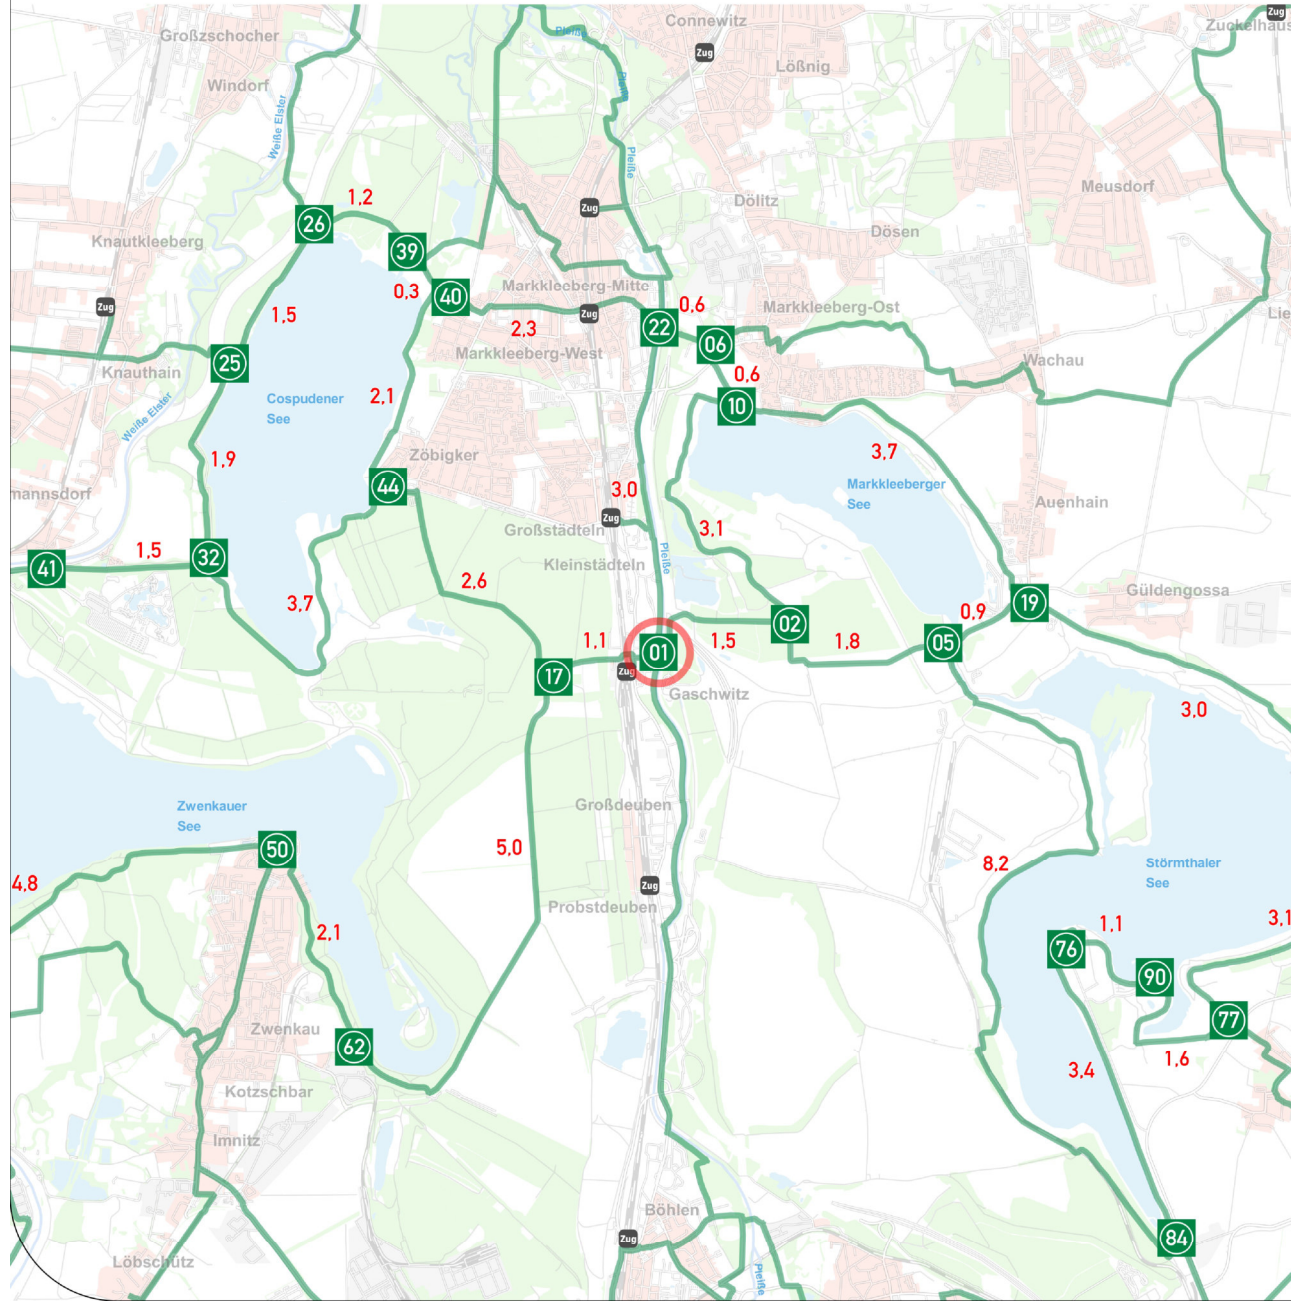 Connewitz
Zug
Zuckelhaus
Großzschocher
Pleiße
Zug
Lößnig
Windorf
Pleiße
Weiße Elster
Pleiße
Meusdorf
1,2
Dölitz
Zug
26
Dösen
Knautkleeberg
39
Markkleeberg-Mitte
0,3
40
Zug
1,5
0,6
Markkleeberg-Ost
Zug
Lie
2,3
22
Markkleeberg-West
06
Wachau
25
Knauthain
0,6
Cospudener
See
2,1
10
Weiße Elster
Zöbigker
3,7
1,9
Markkleeberger
See
44
3,0
mannsdorf
Auenhain
Zug
Großstädteln
3,1
1,5
32
Pleiße
Kleinstädteln
41
2,6
Güldengossa
3,7
19
0,9
02
1,1
01
1,5
1,8
05
17
Zug
Gaschwitz
3,0
Zwenkauer
See
Großdeuben
50
5,0
8,2
Störmthaler
See
4,8
Zug
Probstdeuben
2,1
1,1
3,1
76
90
Zwenkau
77
62
1,6
3,4
Kotzschbar
Imnitz
Böhlen
Zug
84
Löbschütz
Pleiße